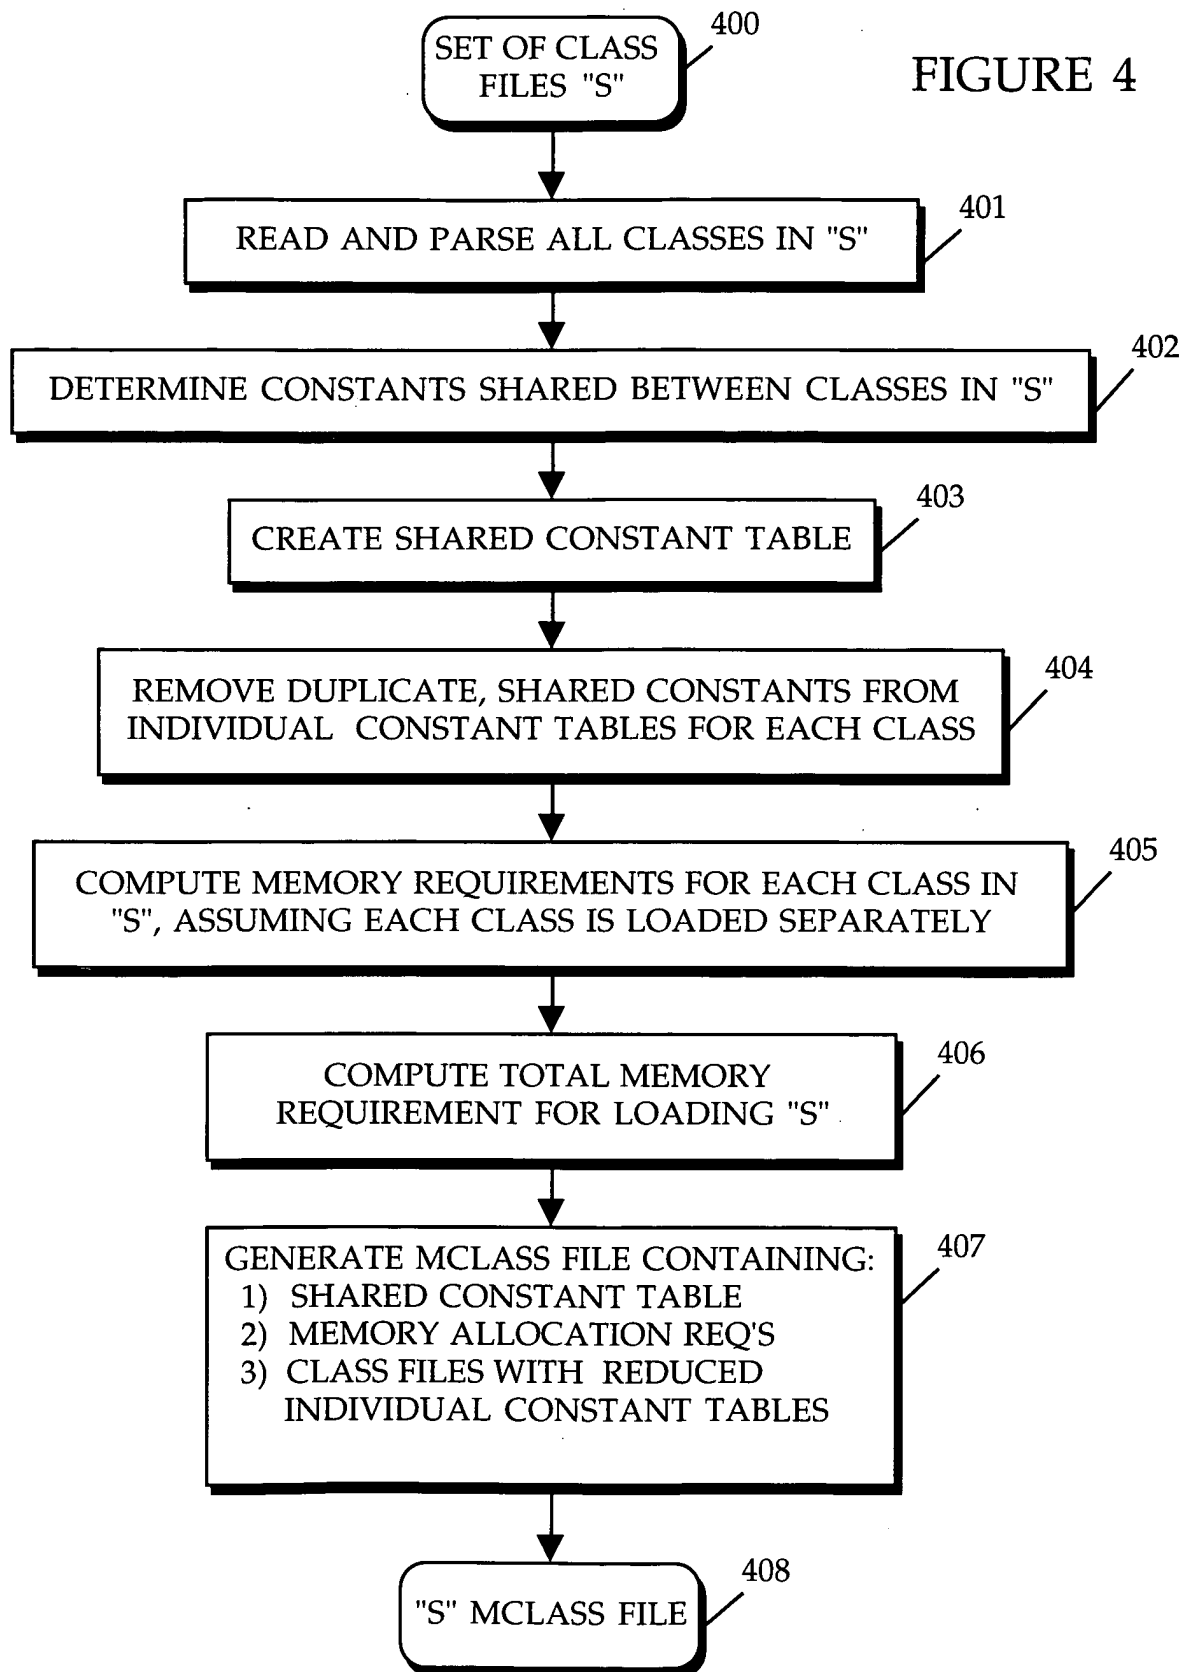 400
SET OF CLASS
FILES "S"
FIGURE 4
401
READ AND PARSE ALL CLASSES IN "S"
402
DETERMINE CONSTANTS SHARED BETWEEN CLASSES IN "S"
403
CREATE SHARED CONSTANT TABLE
404
REMOVE DUPLICATE, SHARED CONSTANTS FROM
INDIVIDUAL CONSTANT TABLES FOR EACH CLASS
405
COMPUTE MEMORY REQUIREMENTS FOR EACH CLASS IN
"S", ASSUMING EACH CLASS IS LOADED SEPARATELY
406
COMPUTE TOTAL MEMORY
REQUIREMENT FOR LOADING "S"
407
GENERATE MCLASS FILE CONTAINING:
1) SHARED CONSTANT TABLE
2) MEMORY ALLOCATION REQ'S
3) CLASS FILES WITH REDUCED
INDIVIDUAL CONSTANT TABLES
408
"S" MCLASS FILE